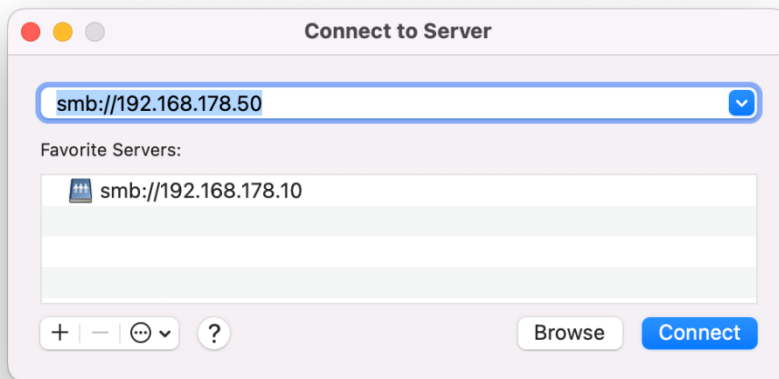 Connect to Server
smb://192.168.178.50
Favorite Servers:
smb://192.168.178.10
+ − ?
Browse Connect